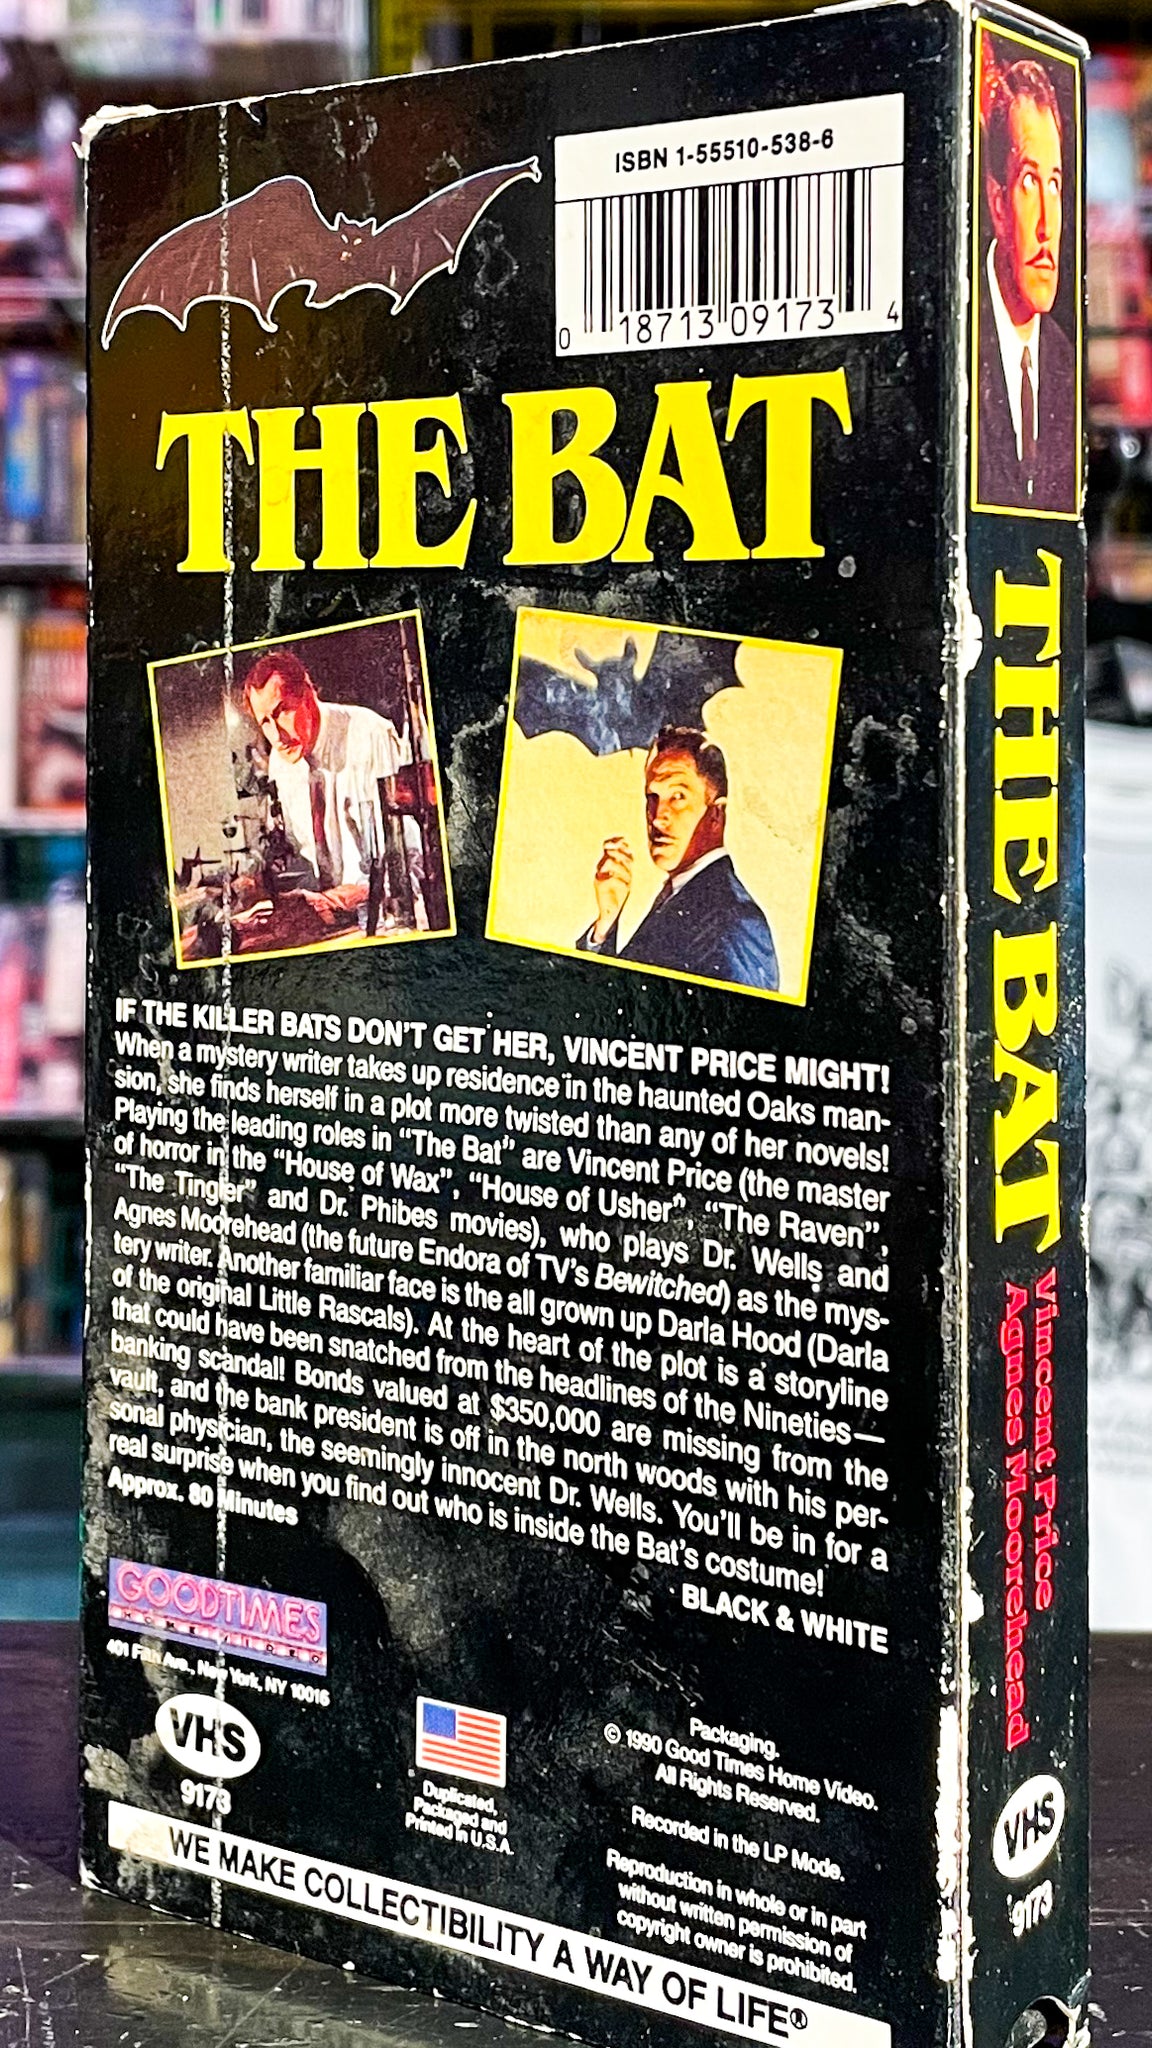 ISBN 1-55510-538-6
0 18713 09173 4
THE BAT
IF THE KILLER BATS DON'T GET HER, VINCENT PRICE MIGHT!
When a mystery writer takes up residence in the haunted Oaks man-
sion, she finds herself in a plot more twisted than any of her novels!
Playing the leading roles in "The Bat" are Vincent Price (the master
of horror in the "House of Wax", "House of Usher", "The Raven",
"The Tingler" and Dr. Phibes movies), who plays Dr. Wells and
Agnes Moorehead (the future Endora of TV's Bewitched) as the mys-
tery writer. Another familiar face is the all grown up Darla Hood (Darla
of the original Little Rascals). At the heart of the plot is a storyline
that could have been snatched from the headlines of the Nineties—
banking scandal! Bonds valued at $350,000 are missing from the
vault, and the bank president is off in the north woods with his per-
sonal physician, the seemingly innocent Dr. Wells. You'll be in for a
real surprise when you find out who is inside the Bat's costume!
Approx. 80 Minutes
BLACK & WHITE
GOODTIMES
HOME VIDEO
401 Fifth Ave., New York, NY 10016
VHS
9173
Duplicated,
Packaged and
Printed in U.S.A.
Packaging.
© 1990 Good Times Home Video.
All Rights Reserved.
Recorded in the LP Mode.
Reproduction in whole or in part
without written permission of
copyright owner is prohibited.
WE MAKE COLLECTIBILITY A WAY OF LIFE®
THE BAT
Vincent Price
Agnes Moorehead
VHS
9173